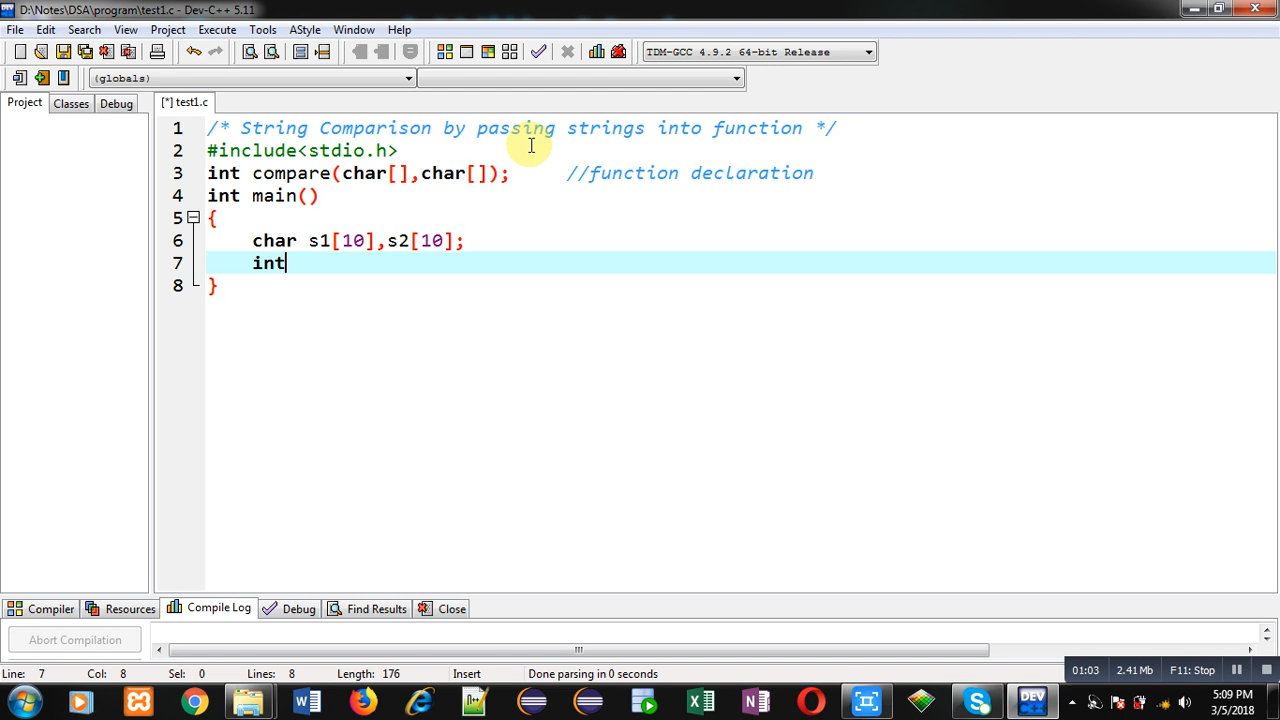 D:\Notes\DSA\program\test1.c - Dev-C++ 5.11
File Edit Search View Project Execute Tools AStyle Window Help
TDM-GCC 4.9.2 64-bit Release
(globals)
Project Classes Debug [*] test1.c
1 /* String Comparison by passing strings into function */
2 #include<stdio.h>
3 int compare(char[],char[]); //function declaration
4 int main()
5 {
6 char s1[10],s2[10];
7 int
8 }
Compiler Resources Compile Log Debug Find Results Close
Abort Compilation
Line: 7 Col: 8 Sel: 0 Lines: 8 Length: 176 Insert Done parsing in 0 seconds
01:03 2.41 Mb F11: Stop
DEV
5:09 PM
3/5/2018